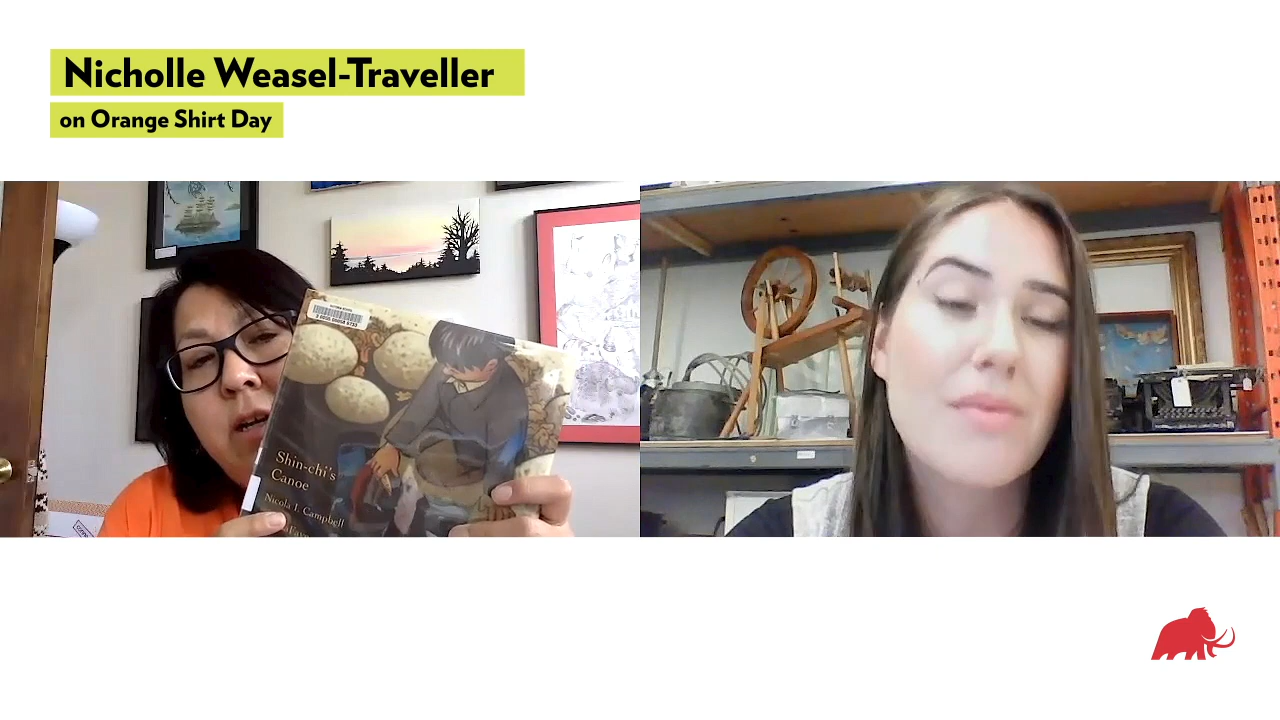 Nicholle Weasel-Traveller
on Orange Shirt Day
Shin-chi's
Canoe
Nicola I. Campbell